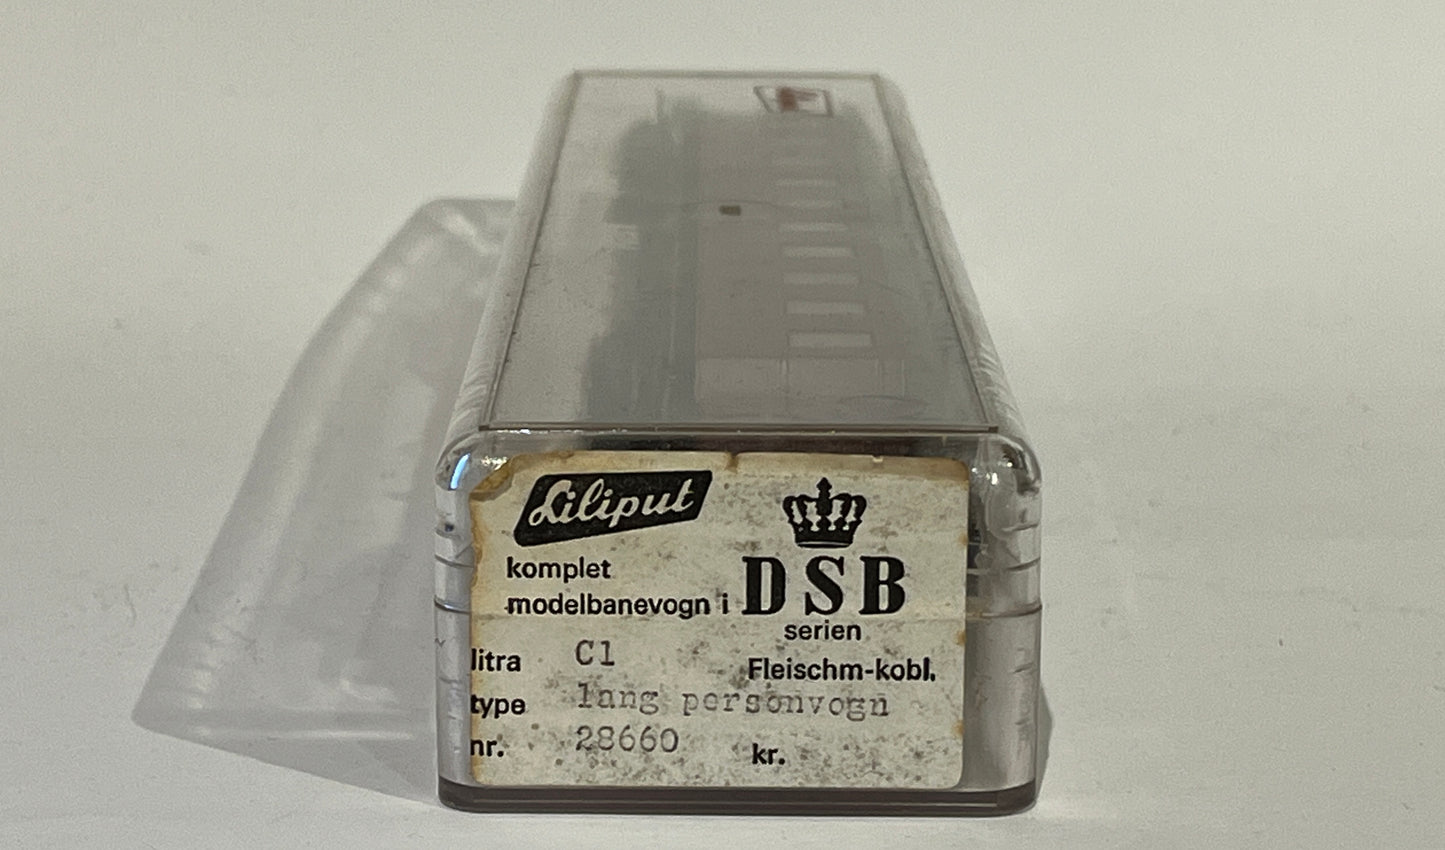 Liliput
komplet
modelbanevogn i DSB
serien
litra C1
Fleischm-kobl.
type lang personvogn
nr. 28660 kr.